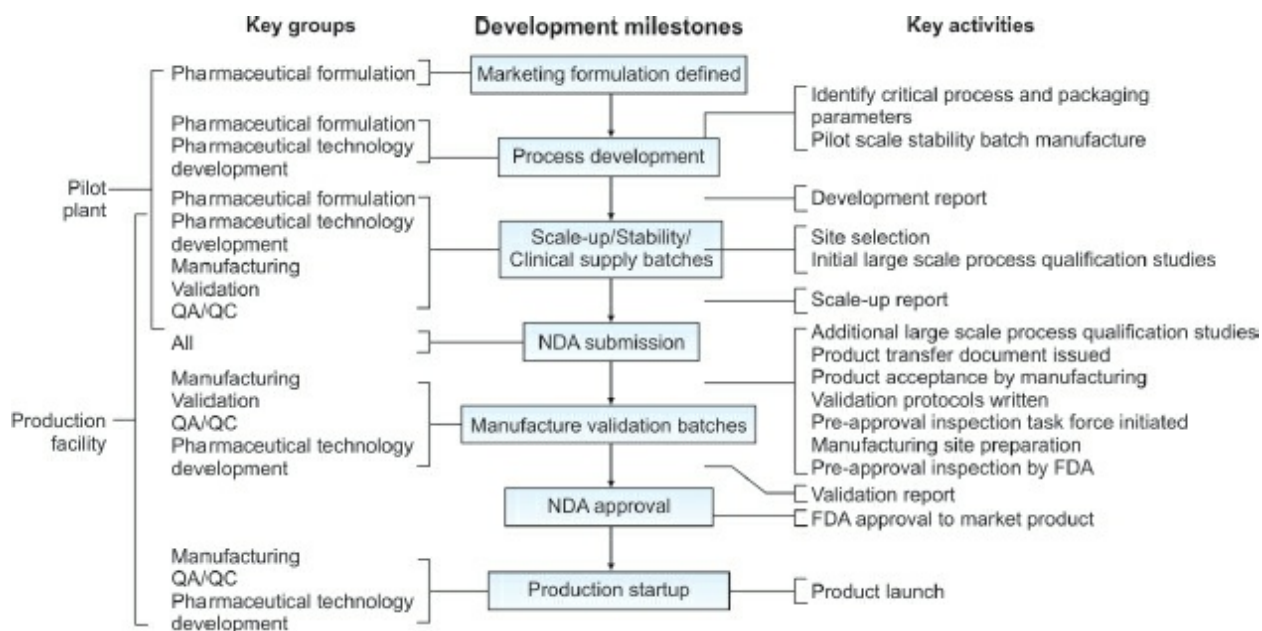 Key groups
Development milestones
Key activities
Pharmaceutical formulation
Marketing formulation defined
Identify critical process and packaging
parameters
Pilot scale stability batch manufacture
Pharmaceutical formulation
Pharmaceutical technology
development
Process development
Pilot
plant
Development report
Pharmaceutical formulation
Pharmaceutical technology
development
Manufacturing
Validation
QA/QC
Scale-up/Stability/
Clinical supply batches
Site selection
Initial large scale process qualification studies
Scale-up report
All
NDA submission
Additional large scale process qualification studies
Product transfer document issued
Product acceptance by manufacturing
Validation protocols written
Pre-approval inspection task force initiated
Manufacturing site preparation
Pre-approval inspection by FDA
Production
facility
Manufacturing
Validation
QA/QC
Pharmaceutical technology
development
Manufacture validation batches
Validation report
NDA approval
FDA approval to market product
Manufacturing
QA/QC
Pharmaceutical technology
development
Production startup
Product launch